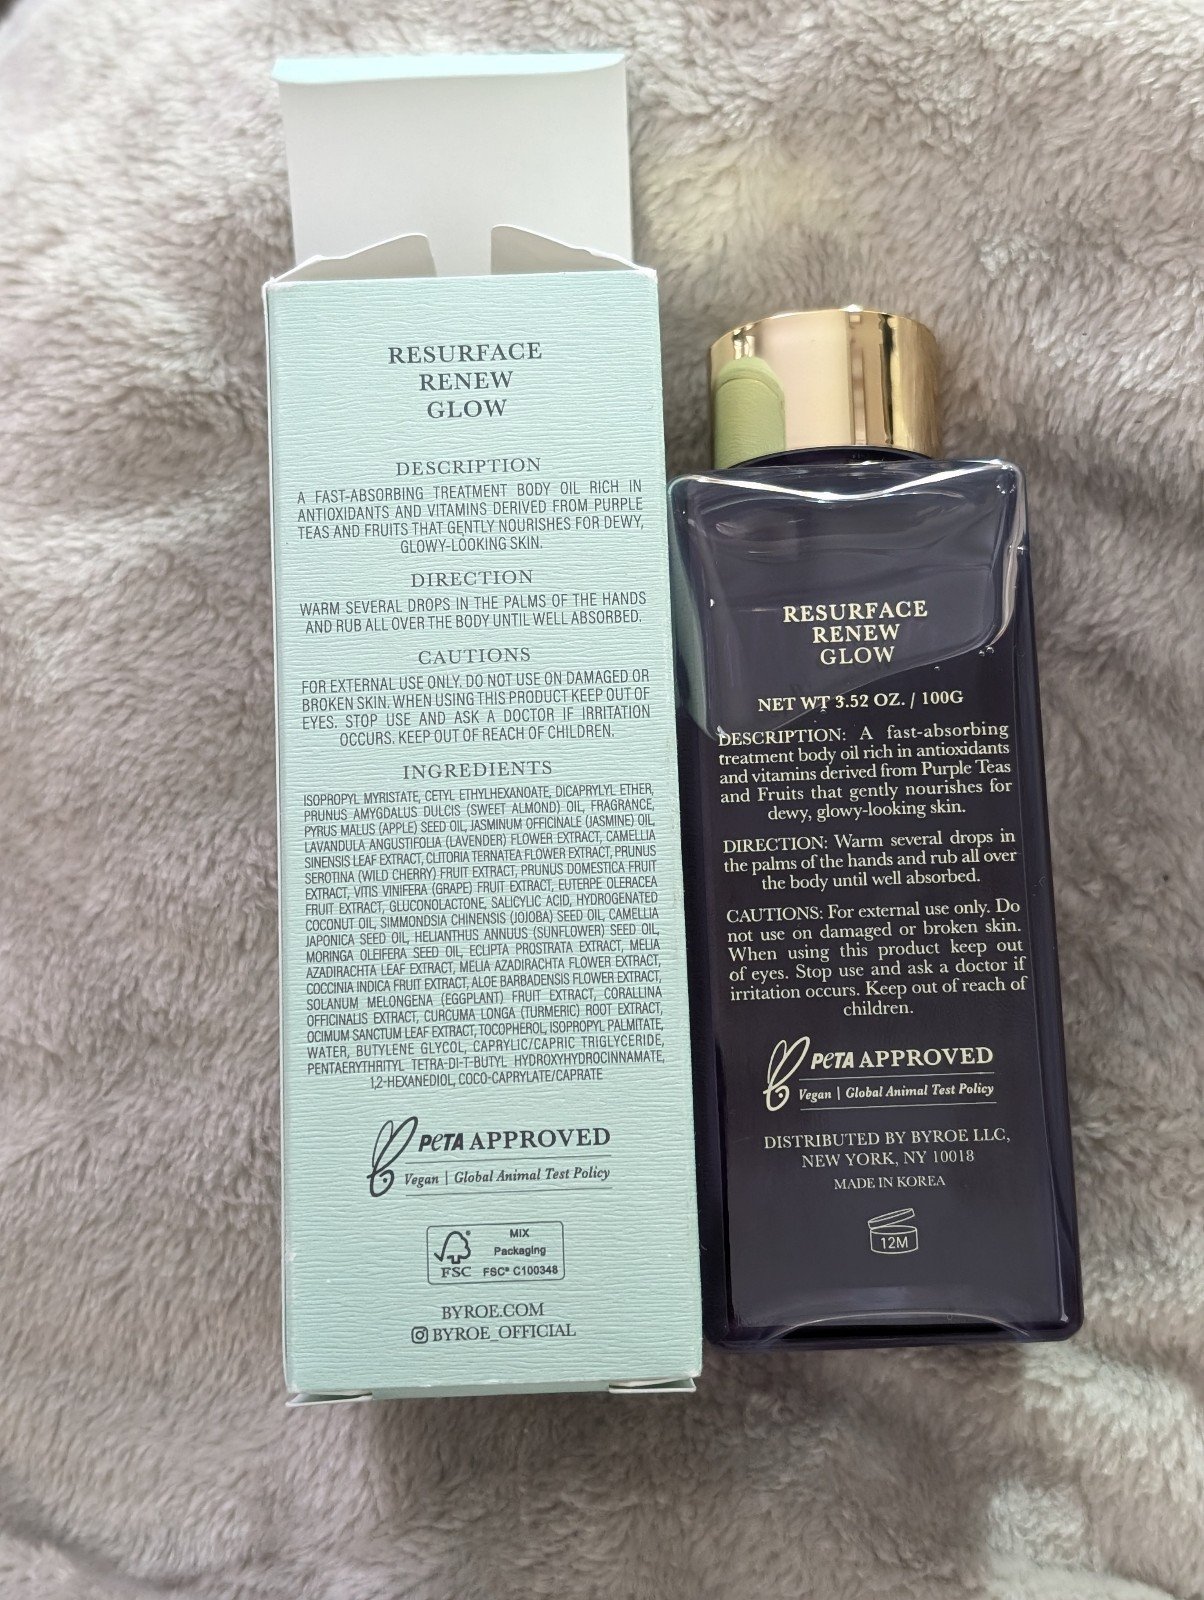 RESURFACE
RENEW
GLOW
DESCRIPTION
A FAST-ABSORBING TREATMENT BODY OIL RICH IN
ANTIOXIDANTS AND VITAMINS DERIVED FROM PURPLE
TEAS AND FRUITS THAT GENTLY NOURISHES FOR DEWY,
GLOWY-LOOKING SKIN.
DIRECTION
WARM SEVERAL DROPS IN THE PALMS OF THE HANDS
AND RUB ALL OVER THE BODY UNTIL WELL ABSORBED.
CAUTIONS
FOR EXTERNAL USE ONLY. DO NOT USE ON DAMAGED OR
BROKEN SKIN. WHEN USING THIS PRODUCT KEEP OUT OF
EYES. STOP USE AND ASK A DOCTOR IF IRRITATION
OCCURS. KEEP OUT OF REACH OF CHILDREN.
INGREDIENTS
ISOPROPYL MYRISTATE, CETYL ETHYLHEXANOATE, DICAPRYLYL ETHER,
PRUNUS AMYGDALUS DULCIS (SWEET ALMOND) OIL, FRAGRANCE,
PYRUS MALUS (APPLE) SEED OIL, JASMINUM OFFICINALE (JASMINE) OIL,
LAVANDULA ANGUSTIFOLIA (LAVENDER) FLOWER EXTRACT, CAMELLIA
SINENSIS LEAF EXTRACT, CLITORIA TERNATEA FLOWER EXTRACT, PRUNUS
SEROTINA (WILD CHERRY) FRUIT EXTRACT, PRUNUS DOMESTICA FRUIT
EXTRACT, VITIS VINIFERA (GRAPE) FRUIT EXTRACT, EUTERPE OLERACEA
FRUIT EXTRACT, GLUCONOLACTONE, SALICYLIC ACID, HYDROGENATED
COCONUT OIL, SIMMONDSIA CHINENSIS (JOJOBA) SEED OIL, CAMELLIA
JAPONICA SEED OIL, HELIANTHUS ANNUUS (SUNFLOWER) SEED OIL,
MORINGA OLEIFERA SEED OIL, ECLIPTA PROSTRATA EXTRACT, MELIA
AZADIRACHTA LEAF EXTRACT, MELIA AZADIRACHTA FLOWER EXTRACT,
COCCINIA INDICA FRUIT EXTRACT, ALOE BARBADENSIS FLOWER EXTRACT,
SOLANUM MELONGENA (EGGPLANT) FRUIT EXTRACT, CORALLINA
OFFICINALIS EXTRACT, CURCUMA LONGA (TURMERIC) ROOT EXTRACT,
OCIMUM SANCTUM LEAF EXTRACT, TOCOPHEROL, ISOPROPYL PALMITATE,
WATER, BUTYLENE GLYCOL, CAPRYLIC/CAPRIC TRIGLYCERIDE,
PENTAERYTHRITYL TETRA-DI-T-BUTYL HYDROXYHYDROCINNAMATE,
1,2-HEXANEDIOL, COCO-CAPRYLATE/CAPRATE
PETA APPROVED
Vegan | Global Animal Test Policy
FSC
MIX
Packaging
FSC® C100348
BYROE.COM
BYROE_OFFICIAL
RESURFACE
RENEW
GLOW
NET WT 3.52 OZ. / 100G
DESCRIPTION: A fast-absorbing
treatment body oil rich in antioxidants
and vitamins derived from Purple Teas
and Fruits that gently nourishes for
dewy, glowy-looking skin.
DIRECTION: Warm several drops in
the palms of the hands and rub all over
the body until well absorbed.
CAUTIONS: For external use only. Do
not use on damaged or broken skin.
When using this product keep out
of eyes. Stop use and ask a doctor if
irritation occurs. Keep out of reach of
children.
PETA APPROVED
Vegan | Global Animal Test Policy
DISTRIBUTED BY BYROE LLC,
NEW YORK, NY 10018
MADE IN KOREA
12M